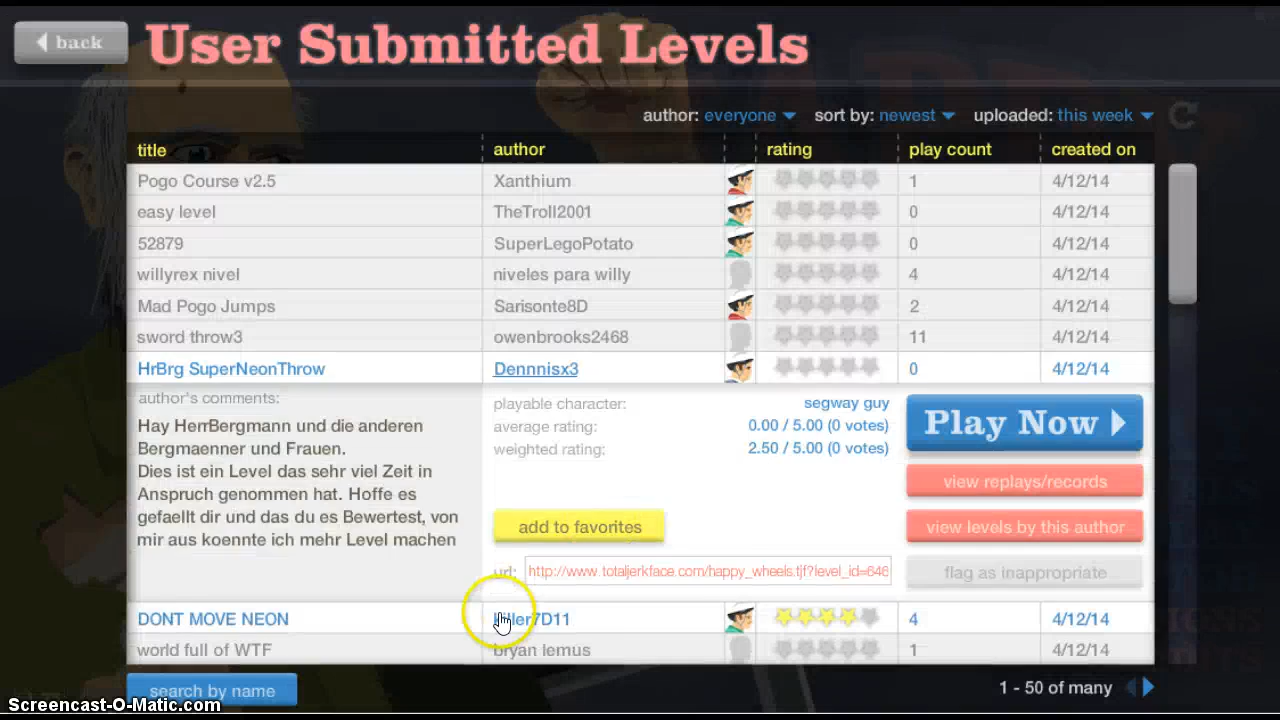 back
User Submitted Levels
author: everyone sort by: newest uploaded: this week
title author rating play count created on
Pogo Course v2.5 Xanthium 1 4/12/14
easy level TheTroll2001 0 4/12/14
52879 SuperLegoPotato 0 4/12/14
willyrex nivel niveles para willy 4 4/12/14
Mad Pogo Jumps Sarisonte8D 2 4/12/14
sword throw3 owenbrooks2468 11 4/12/14
HrBrg SuperNeonThrow Dennnisx3 0 4/12/14
author's comments:
Hay HerrBergmann und die anderen
Bergmaenner und Frauen.
Dies ist ein Level das sehr viel Zeit in
Anspruch genommen hat. Hoffe es
gefaellt dir und das du es Bewertest, von
mir aus koennte ich mehr Level machen
playable character: segway guy
average rating: 0.00 / 5.00 (0 votes)
weighted rating: 2.50 / 5.00 (0 votes)
add to favorites
url: http://www.totaljerkface.com/happy_wheels.tjf?level_id=646
Play Now
view replays/records
view levels by this author
flag as inappropriate
DONT MOVE NEON killer7D11 4 4/12/14
world full of WTF bryan lemus 1 4/12/14
search by name
1 - 50 of many
Screencast-O-Matic.com